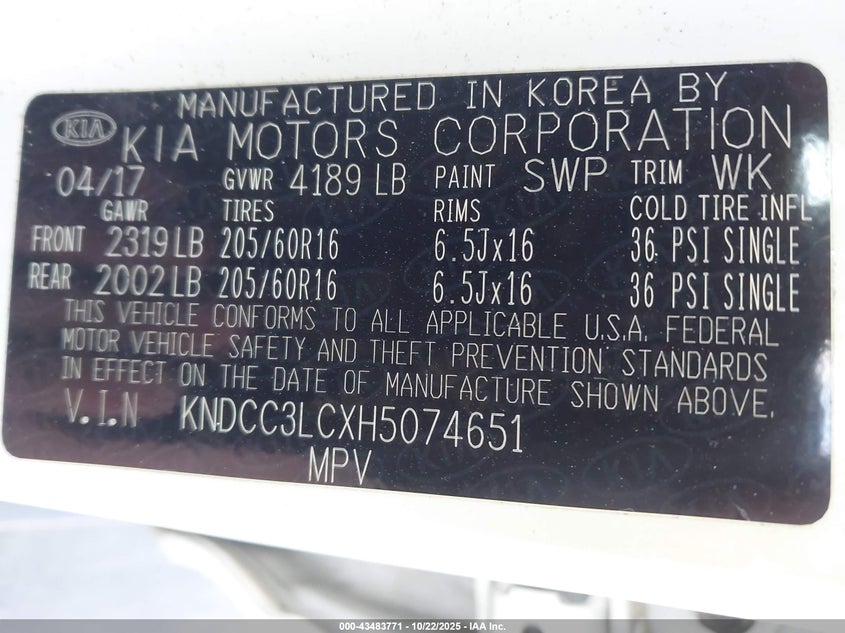 MANUFACTURED IN KOREA BY
KIA KIA MOTORS CORPORATION
04/17 GVWR 4189 LB PAINT SWP TRIM WK
GAWR TIRES RIMS COLD TIRE INFL
FRONT 2319 LB 205/60R16 6.5Jx16 36 PSI SINGLE
REAR 2002 LB 205/60R16 6.5Jx16 36 PSI SINGLE
THIS VEHICLE CONFORMS TO ALL APPLICABLE U.S.A. FEDERAL
MOTOR VEHICLE SAFETY AND THEFT PREVENTION STANDARDS
IN EFFECT ON THE DATE OF MANUFACTURE SHOWN ABOVE.
V.I.N KNDCC3LCXH5074651
MPV
000-43483771 - 10/22/2025 - IAA Inc.